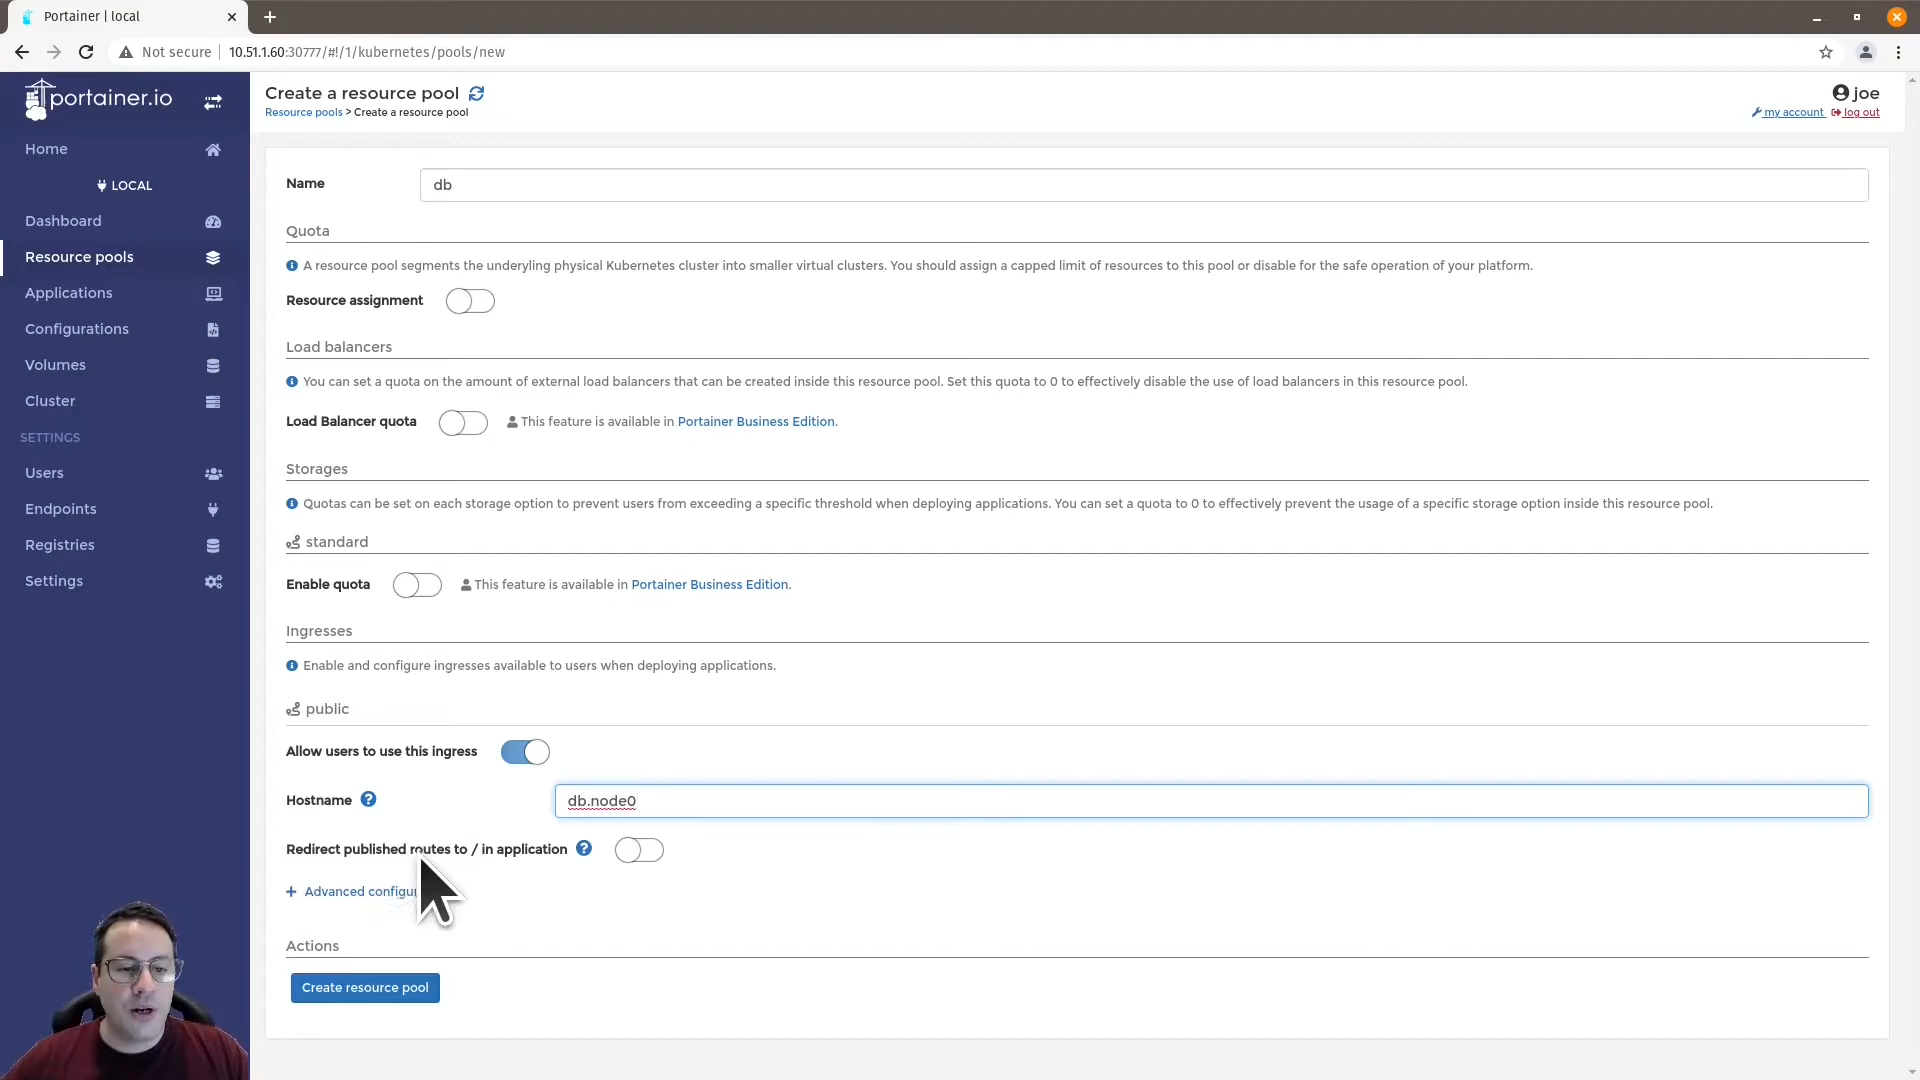 Portainer | local
Not secure
10.51.1.60:30777/#!/1/kubernetes/pools/new
portainer.io
Home
LOCAL
Dashboard
Resource pools
Applications
Configurations
Volumes
Cluster
SETTINGS
Users
Endpoints
Registries
Settings
Create a resource pool
Resource pools > Create a resource pool
joe
my account log out
Name db
Quota
A resource pool segments the underyling physical Kubernetes cluster into smaller virtual clusters. You should assign a capped limit of resources to this pool or disable for the safe operation of your platform.
Resource assignment
Load balancers
You can set a quota on the amount of external load balancers that can be created inside this resource pool. Set this quota to 0 to effectively disable the use of load balancers in this resource pool.
Load Balancer quota This feature is available in Portainer Business Edition.
Storages
Quotas can be set on each storage option to prevent users from exceeding a specific threshold when deploying applications. You can set a quota to 0 to effectively prevent the usage of a specific storage option inside this resource pool.
standard
Enable quota This feature is available in Portainer Business Edition.
Ingresses
Enable and configure ingresses available to users when deploying applications.
public
Allow users to use this ingress
Hostname db.node0
Redirect published routes to / in application
+ Advanced
Actions
Create resource pool